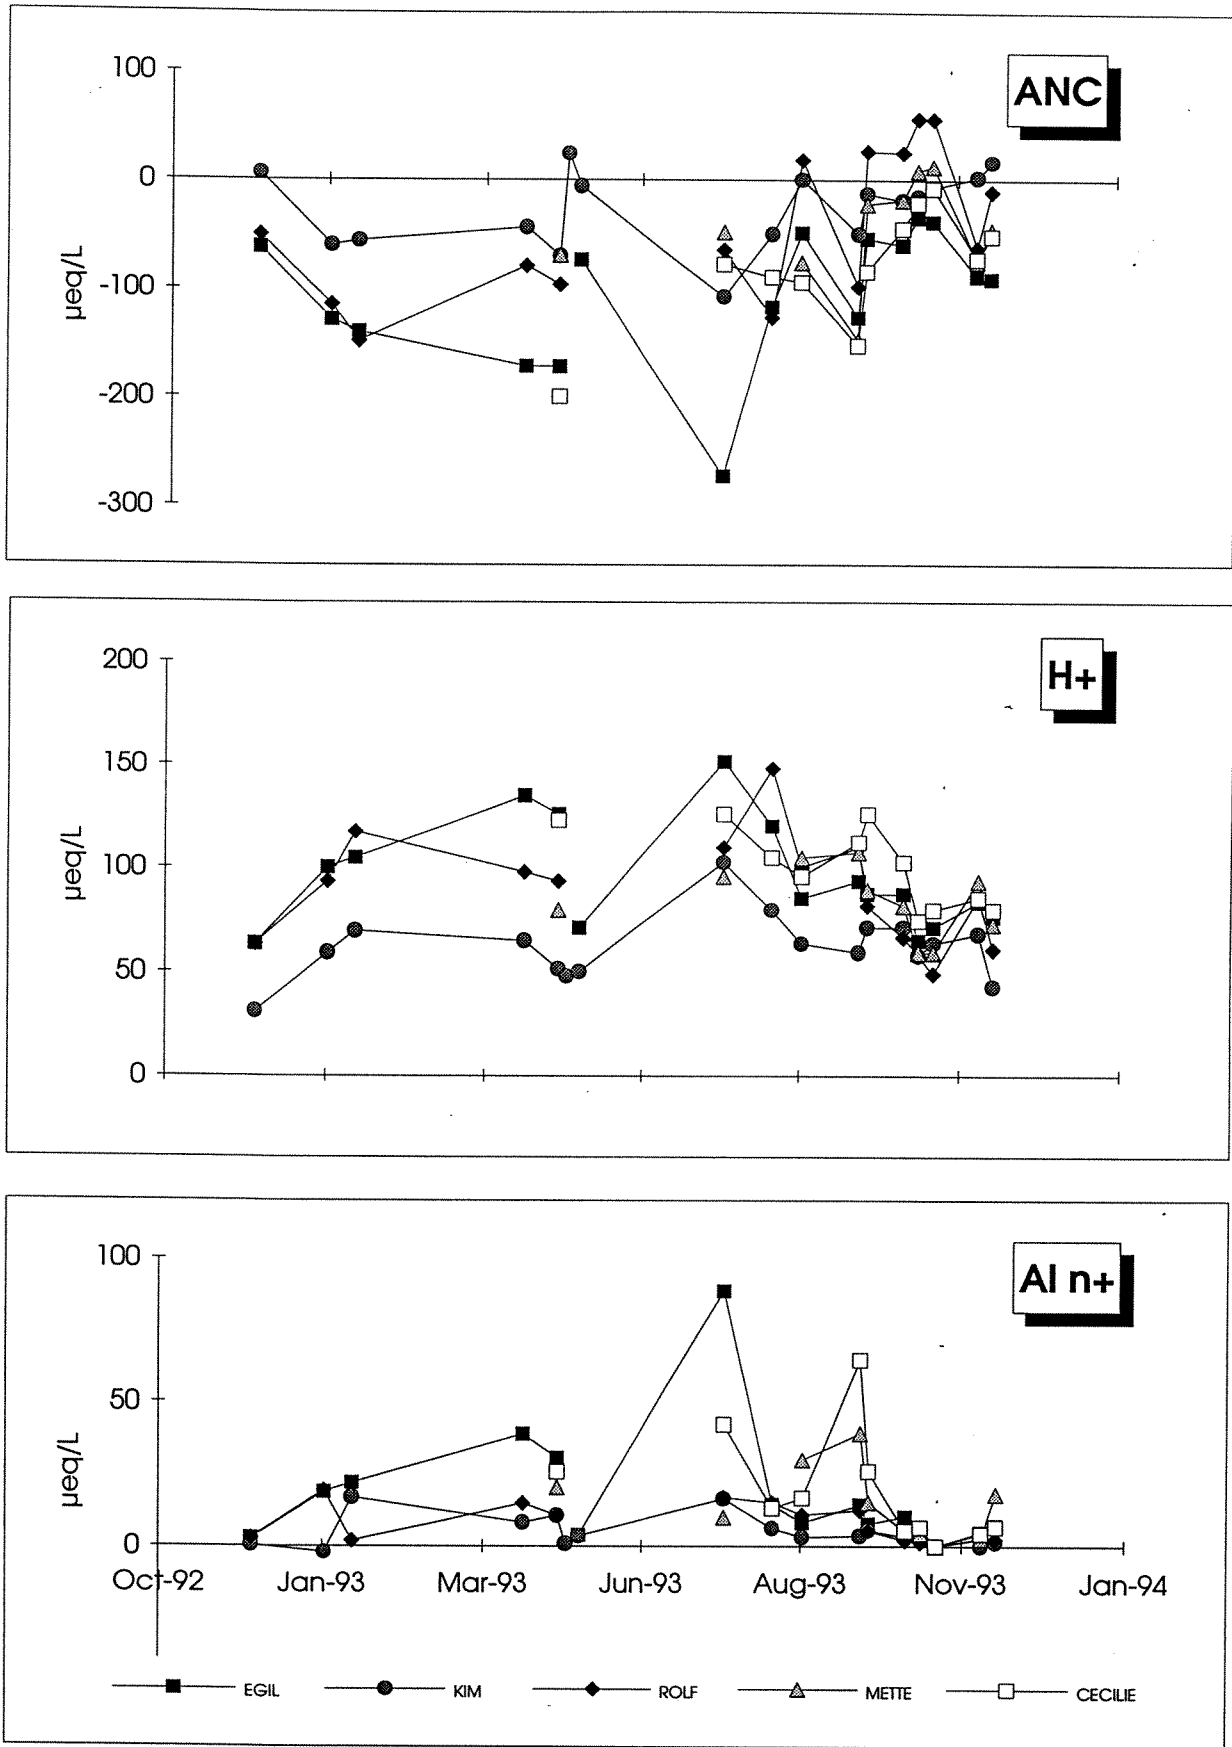 ANC
100
0
-100
-200
-300
µeq/L
H+
200
150
100
50
0
µeq/L
Al n+
100
50
0
µeq/L
Oct-92 Jan-93 Mar-93 Jun-93 Aug-93 Nov-93 Jan-94
EGIL KIM ROLF METTE CECILIE